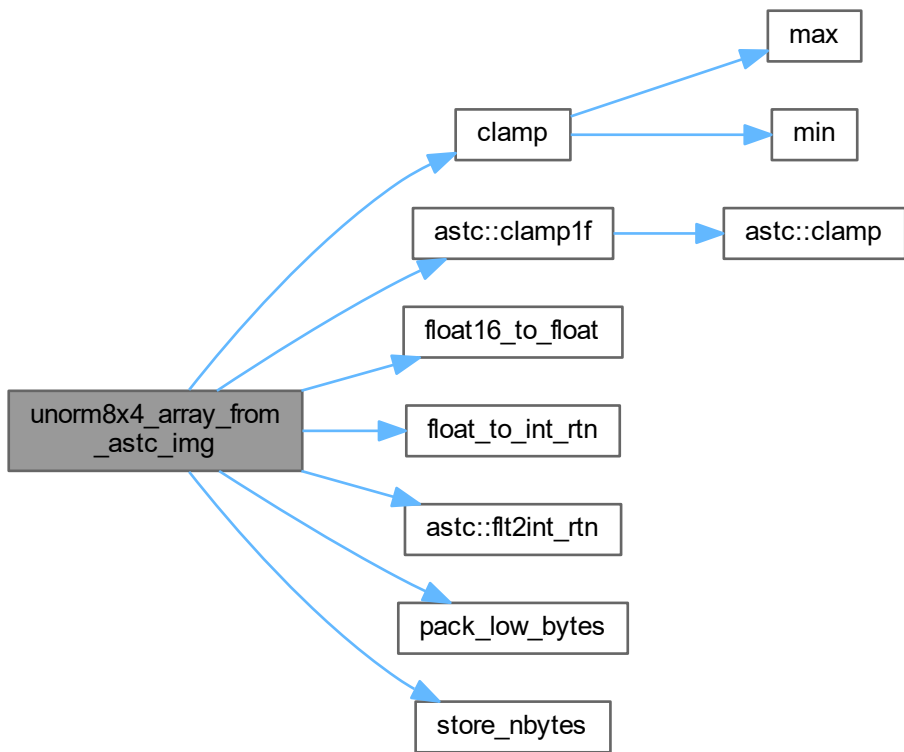 max
clamp
min
astc::clamp1f
astc::clamp
float16_to_float
unorm8x4_array_from
_astc_img
float_to_int_rtn
astc::flt2int_rtn
pack_low_bytes
store_nbytes